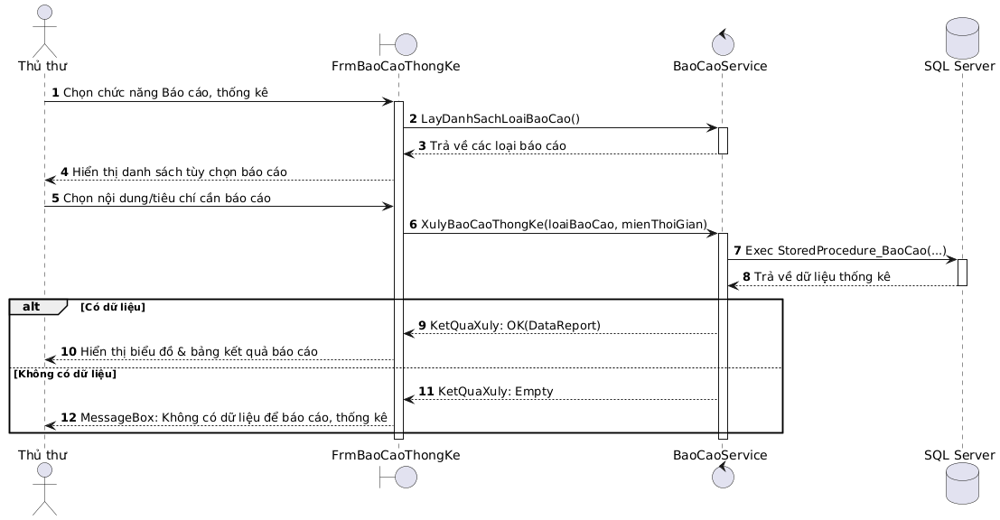 Thủ thư
FrmBaoCaoThongKe
BaoCaoService
SQL Server
1 Chọn chức năng Báo cáo, thống kê
2 LayDanhSachLoaiBaoCao()
3 Trả về các loại báo cáo
4 Hiển thị danh sách tùy chọn báo cáo
5 Chọn nội dung/tiêu chí cần báo cáo
6 XulyBaoCaoThongKe(loaiBaoCao, mienThoiGian)
7 Exec StoredProcedure_BaoCao(...)
8 Trả về dữ liệu thống kê
alt [Có dữ liệu]
9 KetQuaXuly: OK(DataReport)
10 Hiển thị biểu đồ & bảng kết quả báo cáo
[Không có dữ liệu]
11 KetQuaXuly: Empty
12 MessageBox: Không có dữ liệu để báo cáo, thống kê
Thủ thư
FrmBaoCaoThongKe
BaoCaoService
SQL Server